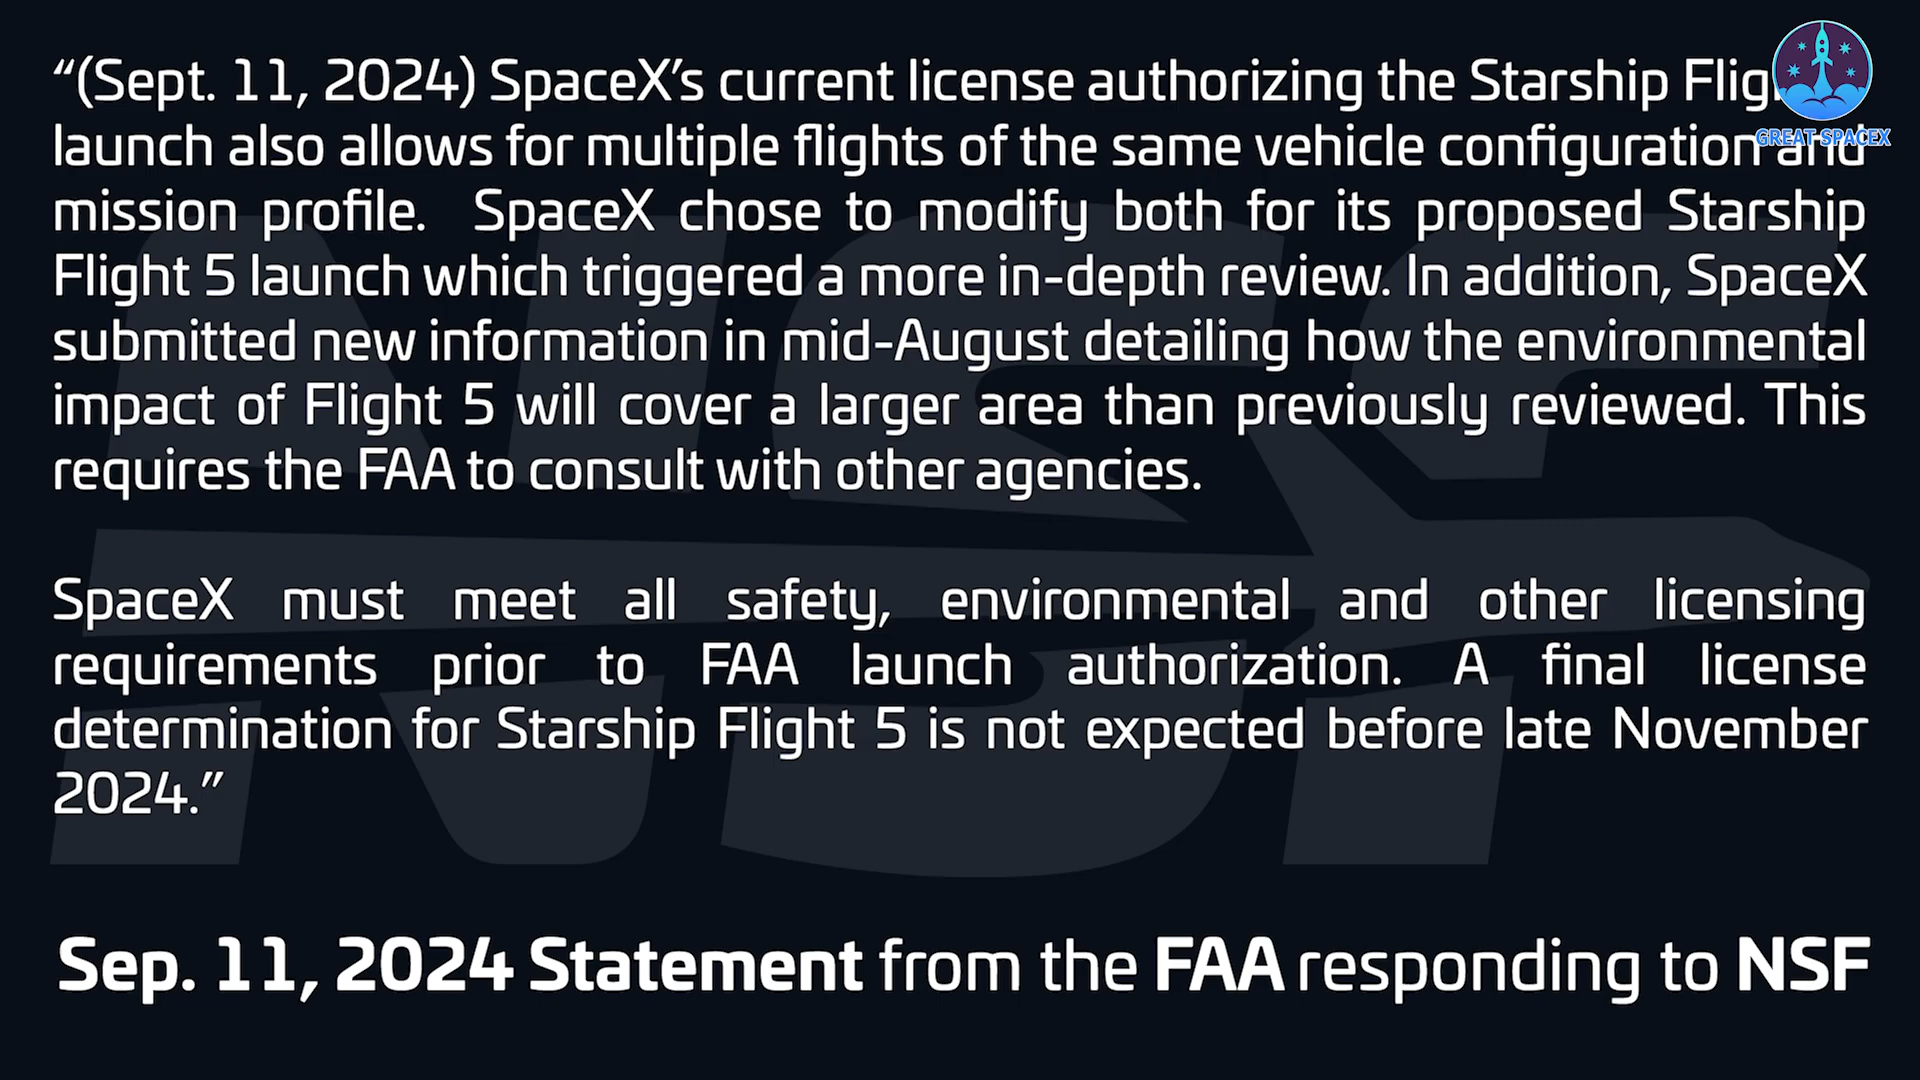 “(Sept. 11, 2024) SpaceX’s current license authorizing the Starship
launch also allows for multiple flights of the same vehicle configuration and
mission profile. SpaceX chose to modify both for its proposed Starship
Flight 5 launch which triggered a more in-depth review. In addition, SpaceX
submitted new information in mid-August detailing how the environmental
impact of Flight 5 will cover a larger area than previously reviewed. This
requires the FAA to consult with other agencies.
SpaceX must meet all safety, environmental and other licensing
requirements prior to FAA launch authorization. A final license
determination for Starship Flight 5 is not expected before late November
2024.”
Sep. 11, 2024 Statement from the FAA responding to NSF
GREAT SPACEX
NSF